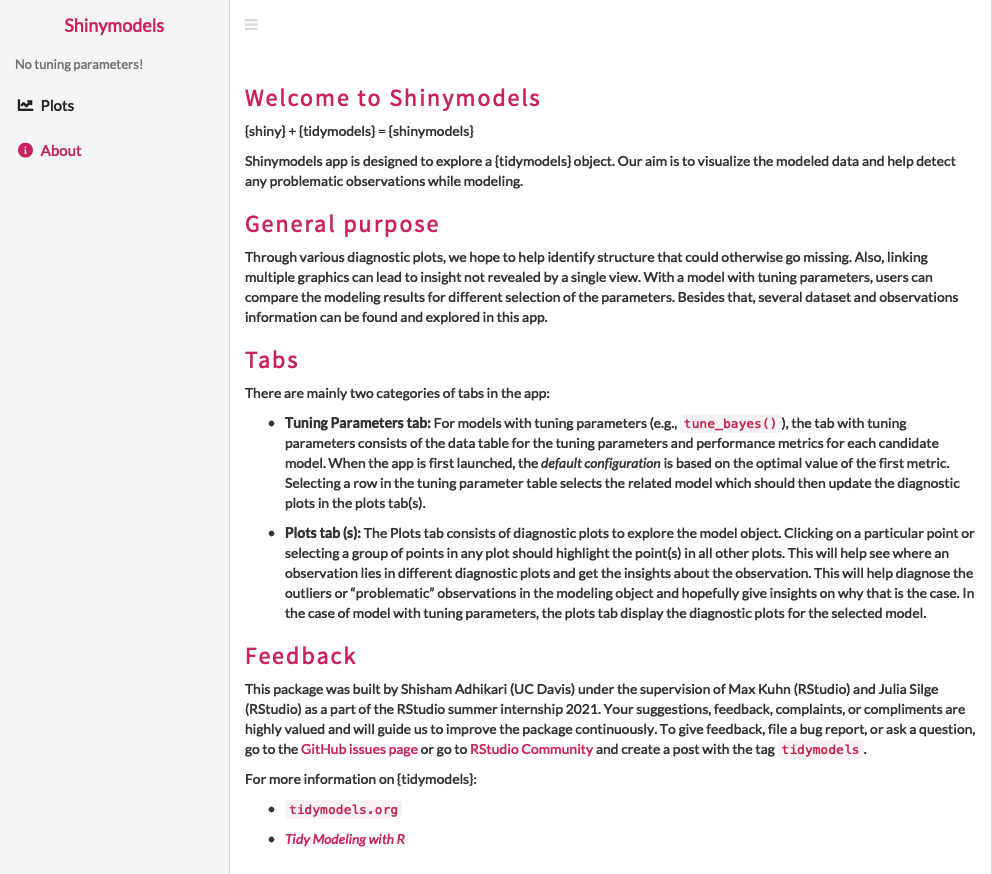 Shinymodels
No tuning parameters!
Plots
About
Welcome to Shinymodels
{shiny} + {tidymodels} = {shinymodels}
Shinymodels app is designed to explore a {tidymodels} object. Our aim is to visualize the modeled data and help detect
any problematic observations while modeling.
General purpose
Through various diagnostic plots, we hope to help identify structure that could otherwise go missing. Also, linking
multiple graphics can lead to insight not revealed by a single view. With a model with tuning parameters, users can
compare the modeling results for different selection of the parameters. Besides that, several dataset and observations
information can be found and explored in this app.
Tabs
There are mainly two categories of tabs in the app:
• Tuning Parameters tab: For models with tuning parameters (e.g., tune_bayes() ), the tab with tuning
parameters consists of the data table for the tuning parameters and performance metrics for each candidate
model. When the app is first launched, the default configuration is based on the optimal value of the first metric.
Selecting a row in the tuning parameter table selects the related model which should then update the diagnostic
plots in the plots tab(s).
• Plots tab (s): The Plots tab consists of diagnostic plots to explore the model object. Clicking on a particular point or
selecting a group of points in any plot should highlight the point(s) in all other plots. This will help see where an
observation lies in different diagnostic plots and get the insights about the observation. This will help diagnose the
outliers or “problematic” observations in the modeling object and hopefully give insights on why that is the case. In
the case of model with tuning parameters, the plots tab display the diagnostic plots for the selected model.
Feedback
This package was built by Shisham Adhikari (UC Davis) under the supervision of Max Kuhn (RStudio) and Julia Silge
(RStudio) as a part of the RStudio summer internship 2021. Your suggestions, feedback, complaints, or compliments are
highly valued and will guide us to improve the package continuously. To give feedback, file a bug report, or ask a question,
go to the GitHub issues page or go to RStudio Community and create a post with the tag tidymodels .
For more information on {tidymodels}:
• tidymodels.org
• Tidy Modeling with R